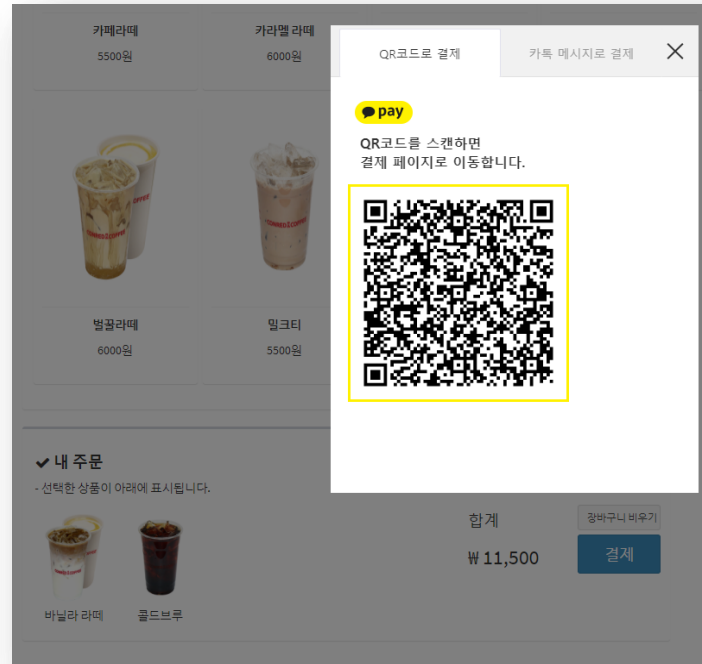 카페라떼
카라멜 라떼
5500원
6000원
QR코드로 결제
카톡 메시지로 결제
pay
QR코드를 스캔하면
결제 페이지로 이동합니다.
벌꿀라떼
밀크티
6000원
5500원
내 주문
- 선택한 상품이 아래에 표시됩니다.
합계
장바구니 비우기
₩ 11,500
결제
바닐라 라떼
콜드브루